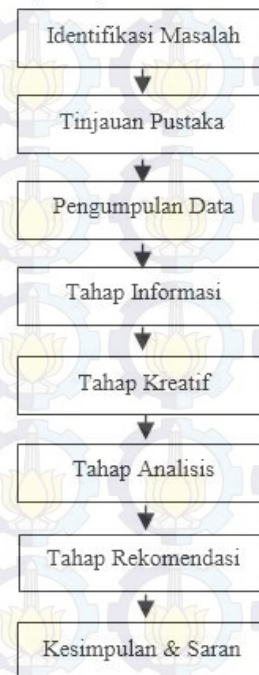 Identifikasi Masalah
Tinjauan Pustaka
Pengumpulan Data
Tahap Informasi
Tahap Kreatif
Tahap Analisis
Tahap Rekomendasi
Kesimpulan & Saran